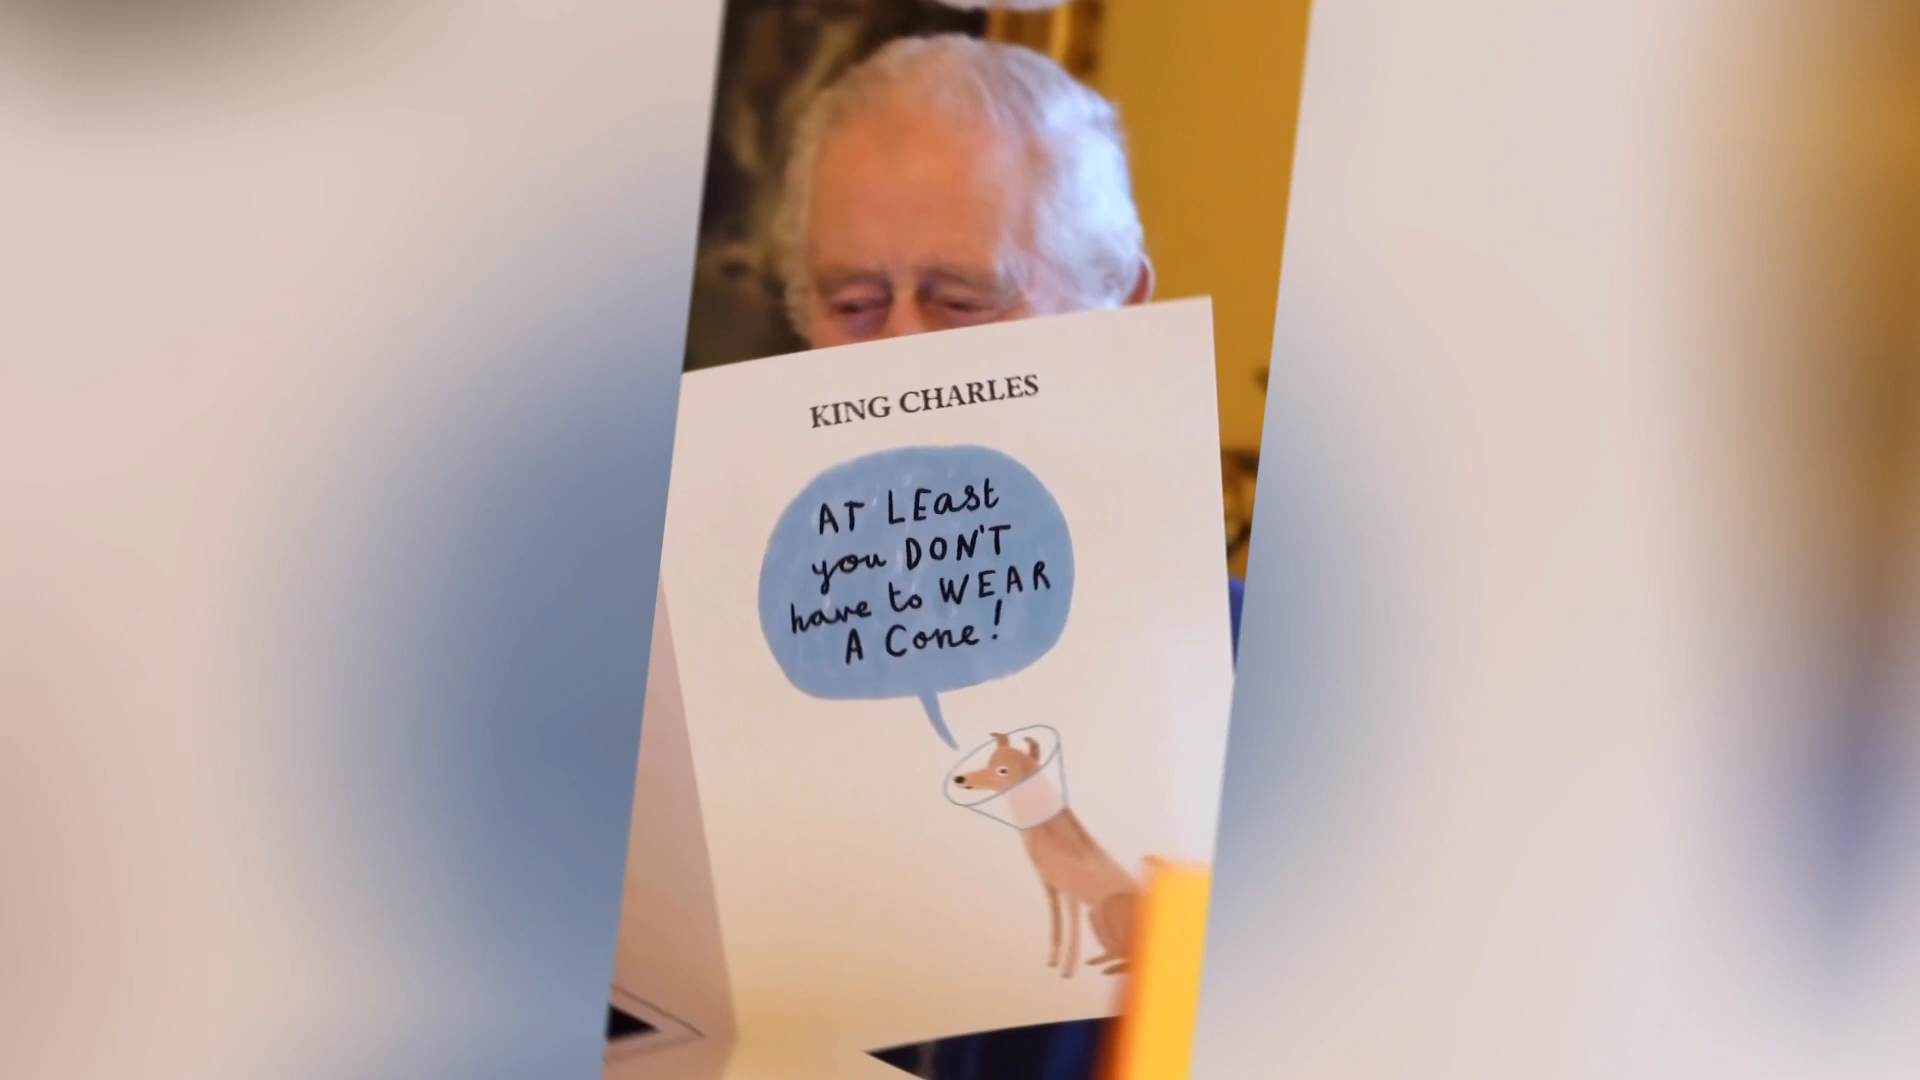 KING CHARLES
AT LEast
you DON'T
have to WEAR
A Cone!